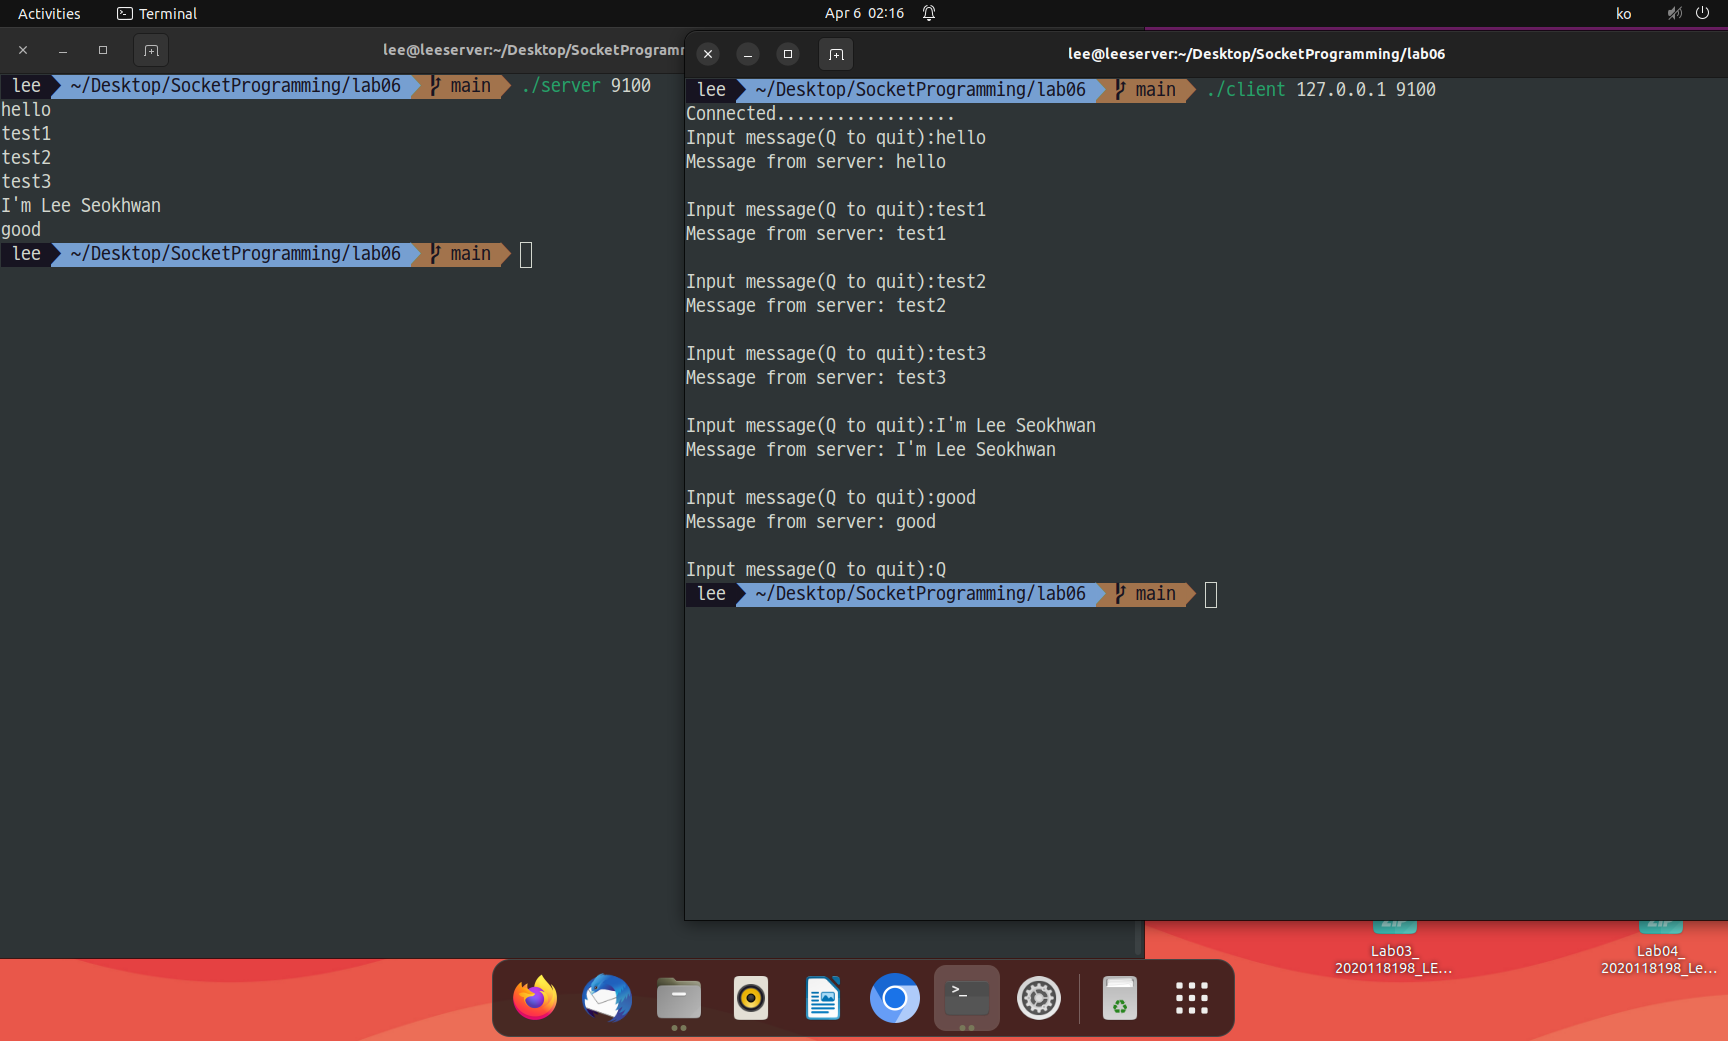 Activities
Terminal
Apr 6 02:16
ko
lee@leeserver:~/Desktop/SocketProgramm
lee ~/Desktop/SocketProgramming/lab06 main ./server 9100
hello
test1
test2
test3
I'm Lee Seokhwan
good
lee ~/Desktop/SocketProgramming/lab06 main
lee@leeserver:~/Desktop/SocketProgramming/lab06
lee ~/Desktop/SocketProgramming/lab06 main ./client 127.0.0.1 9100
Connected..................
Input message(Q to quit):hello
Message from server: hello
Input message(Q to quit):test1
Message from server: test1
Input message(Q to quit):test2
Message from server: test2
Input message(Q to quit):test3
Message from server: test3
Input message(Q to quit):I'm Lee Seokhwan
Message from server: I'm Lee Seokhwan
Input message(Q to quit):good
Message from server: good
Input message(Q to quit):Q
lee ~/Desktop/SocketProgramming/lab06 main
Lab03_
2020118198_LE...
Lab04_
2020118198_Le...